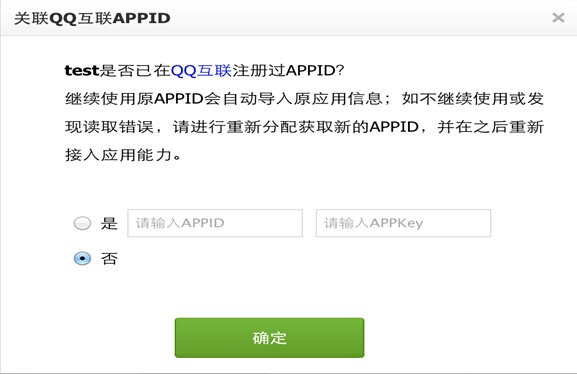 关联QQ互联APPID
test是否已在QQ互联注册过APPID?
继续使用原APPID会自动导入原应用信息；如不继续使用或发
现读取错误，请进行重新分配获取新的APPID，并在之后重新
接入应用能力。
是 请输入APPID 请输入APPKey
否
确定